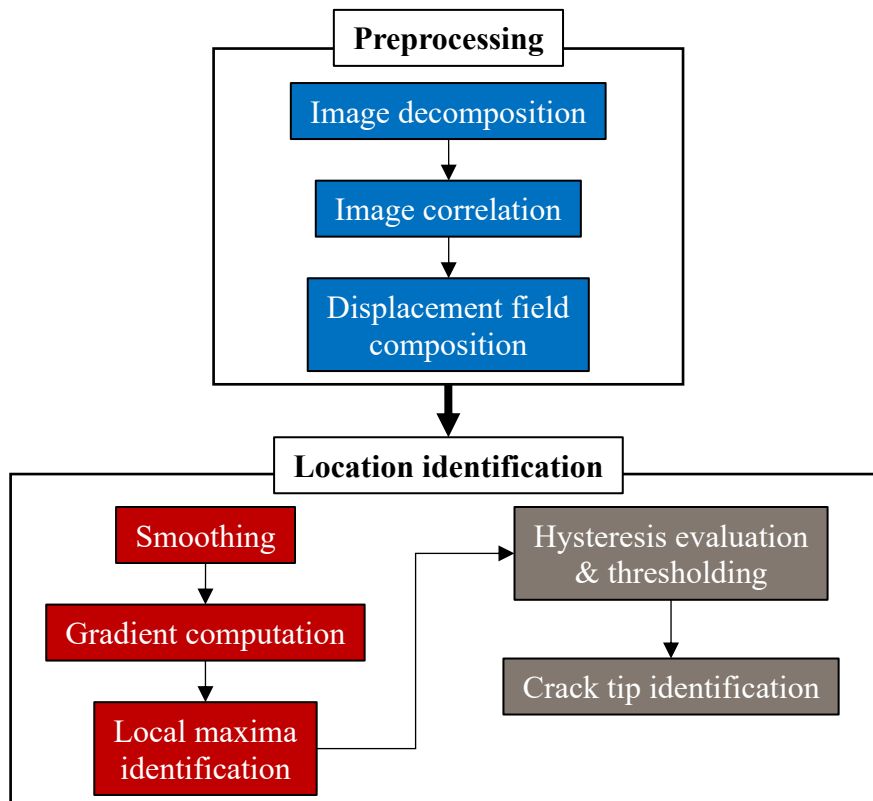 Preprocessing
Image decomposition
Image correlation
Displacement field
composition
Location identification
Smoothing
Gradient computation
Local maxima
identification
Hysteresis evaluation
& thresholding
Crack tip identification